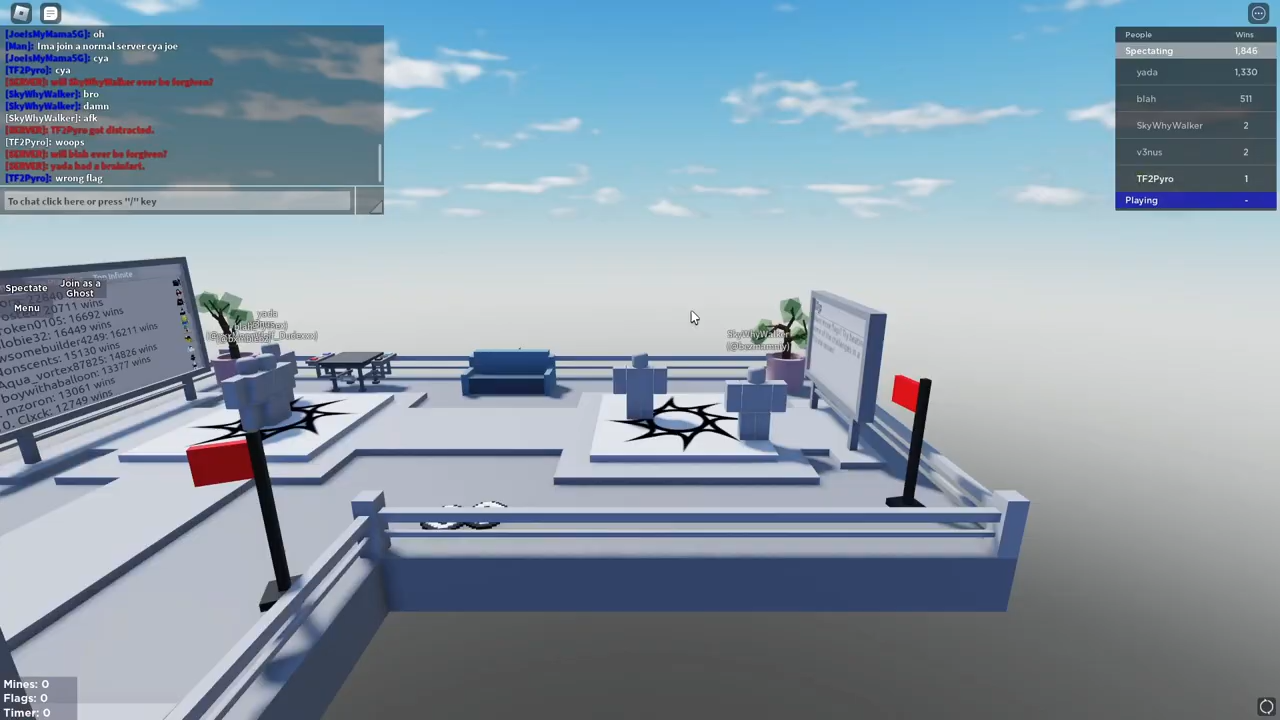 [JoeIsMyMama5G]: oh
[Man]: Ima join a normal server cya joe
[JoeIsMyMama5G]: cya
[TF2Pyro]: cya
[SERVER]: will SkyWhyWalker ever be forgiven?
[SkyWhyWalker]: bro
[SkyWhyWalker]: damn
[SkyWhyWalker]: afk
[SERVER]: TF2Pyro got distracted.
[TF2Pyro]: woops
[SERVER]: will blah ever be forgiven?
[SERVER]: yada had a brainfart.
[TF2Pyro]: wrong flag
To chat click here or press "/" key
People Wins
Spectating 1,846
yada 1,330
blah 511
SkyWhyWalker 2
v3nus 2
TF2Pyro 1
Playing -
Spectate
Join as a Ghost
Menu
20711 wins
16692 wins
16449 wins
16211 wins
15130 wins
Aqua_vortex87825: 14826 wins
boywithaballoon: 13377 wins
mzoron: 13061 wins
Clxck: 12749 wins
yada
SkyWhyWalker
Mines: 0
Flags: 0
Timer: 0